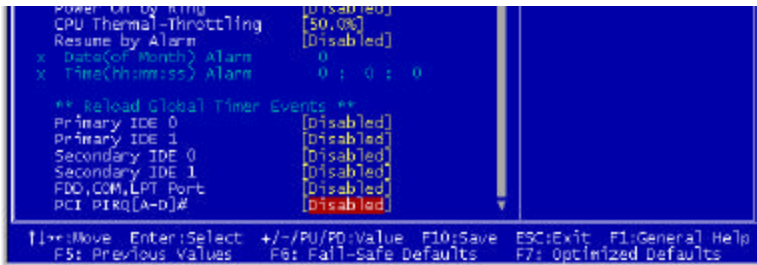 Power On by Ring [Disabled]
CPU Thermal-Throttling [50.0%]
Resume by Alarm [Disabled]
x Date(of Month) Alarm 0
x Time(hh:mm:ss) Alarm 0 : 0 : 0
** Reload Global Timer Events **
Primary IDE 0 [Disabled]
Primary IDE 1 [Disabled]
Secondary IDE 0 [Disabled]
Secondary IDE 1 [Disabled]
FDD,COM,LPT Port [Disabled]
PCI PIRQ[A-D]# [Disabled]
↑↓→←:Move Enter:Select +/-/PU/PD:Value F10:Save ESC:Exit F1:General Help
F5: Previous Values F6: Fail-Safe Defaults F7: Optimized Defaults